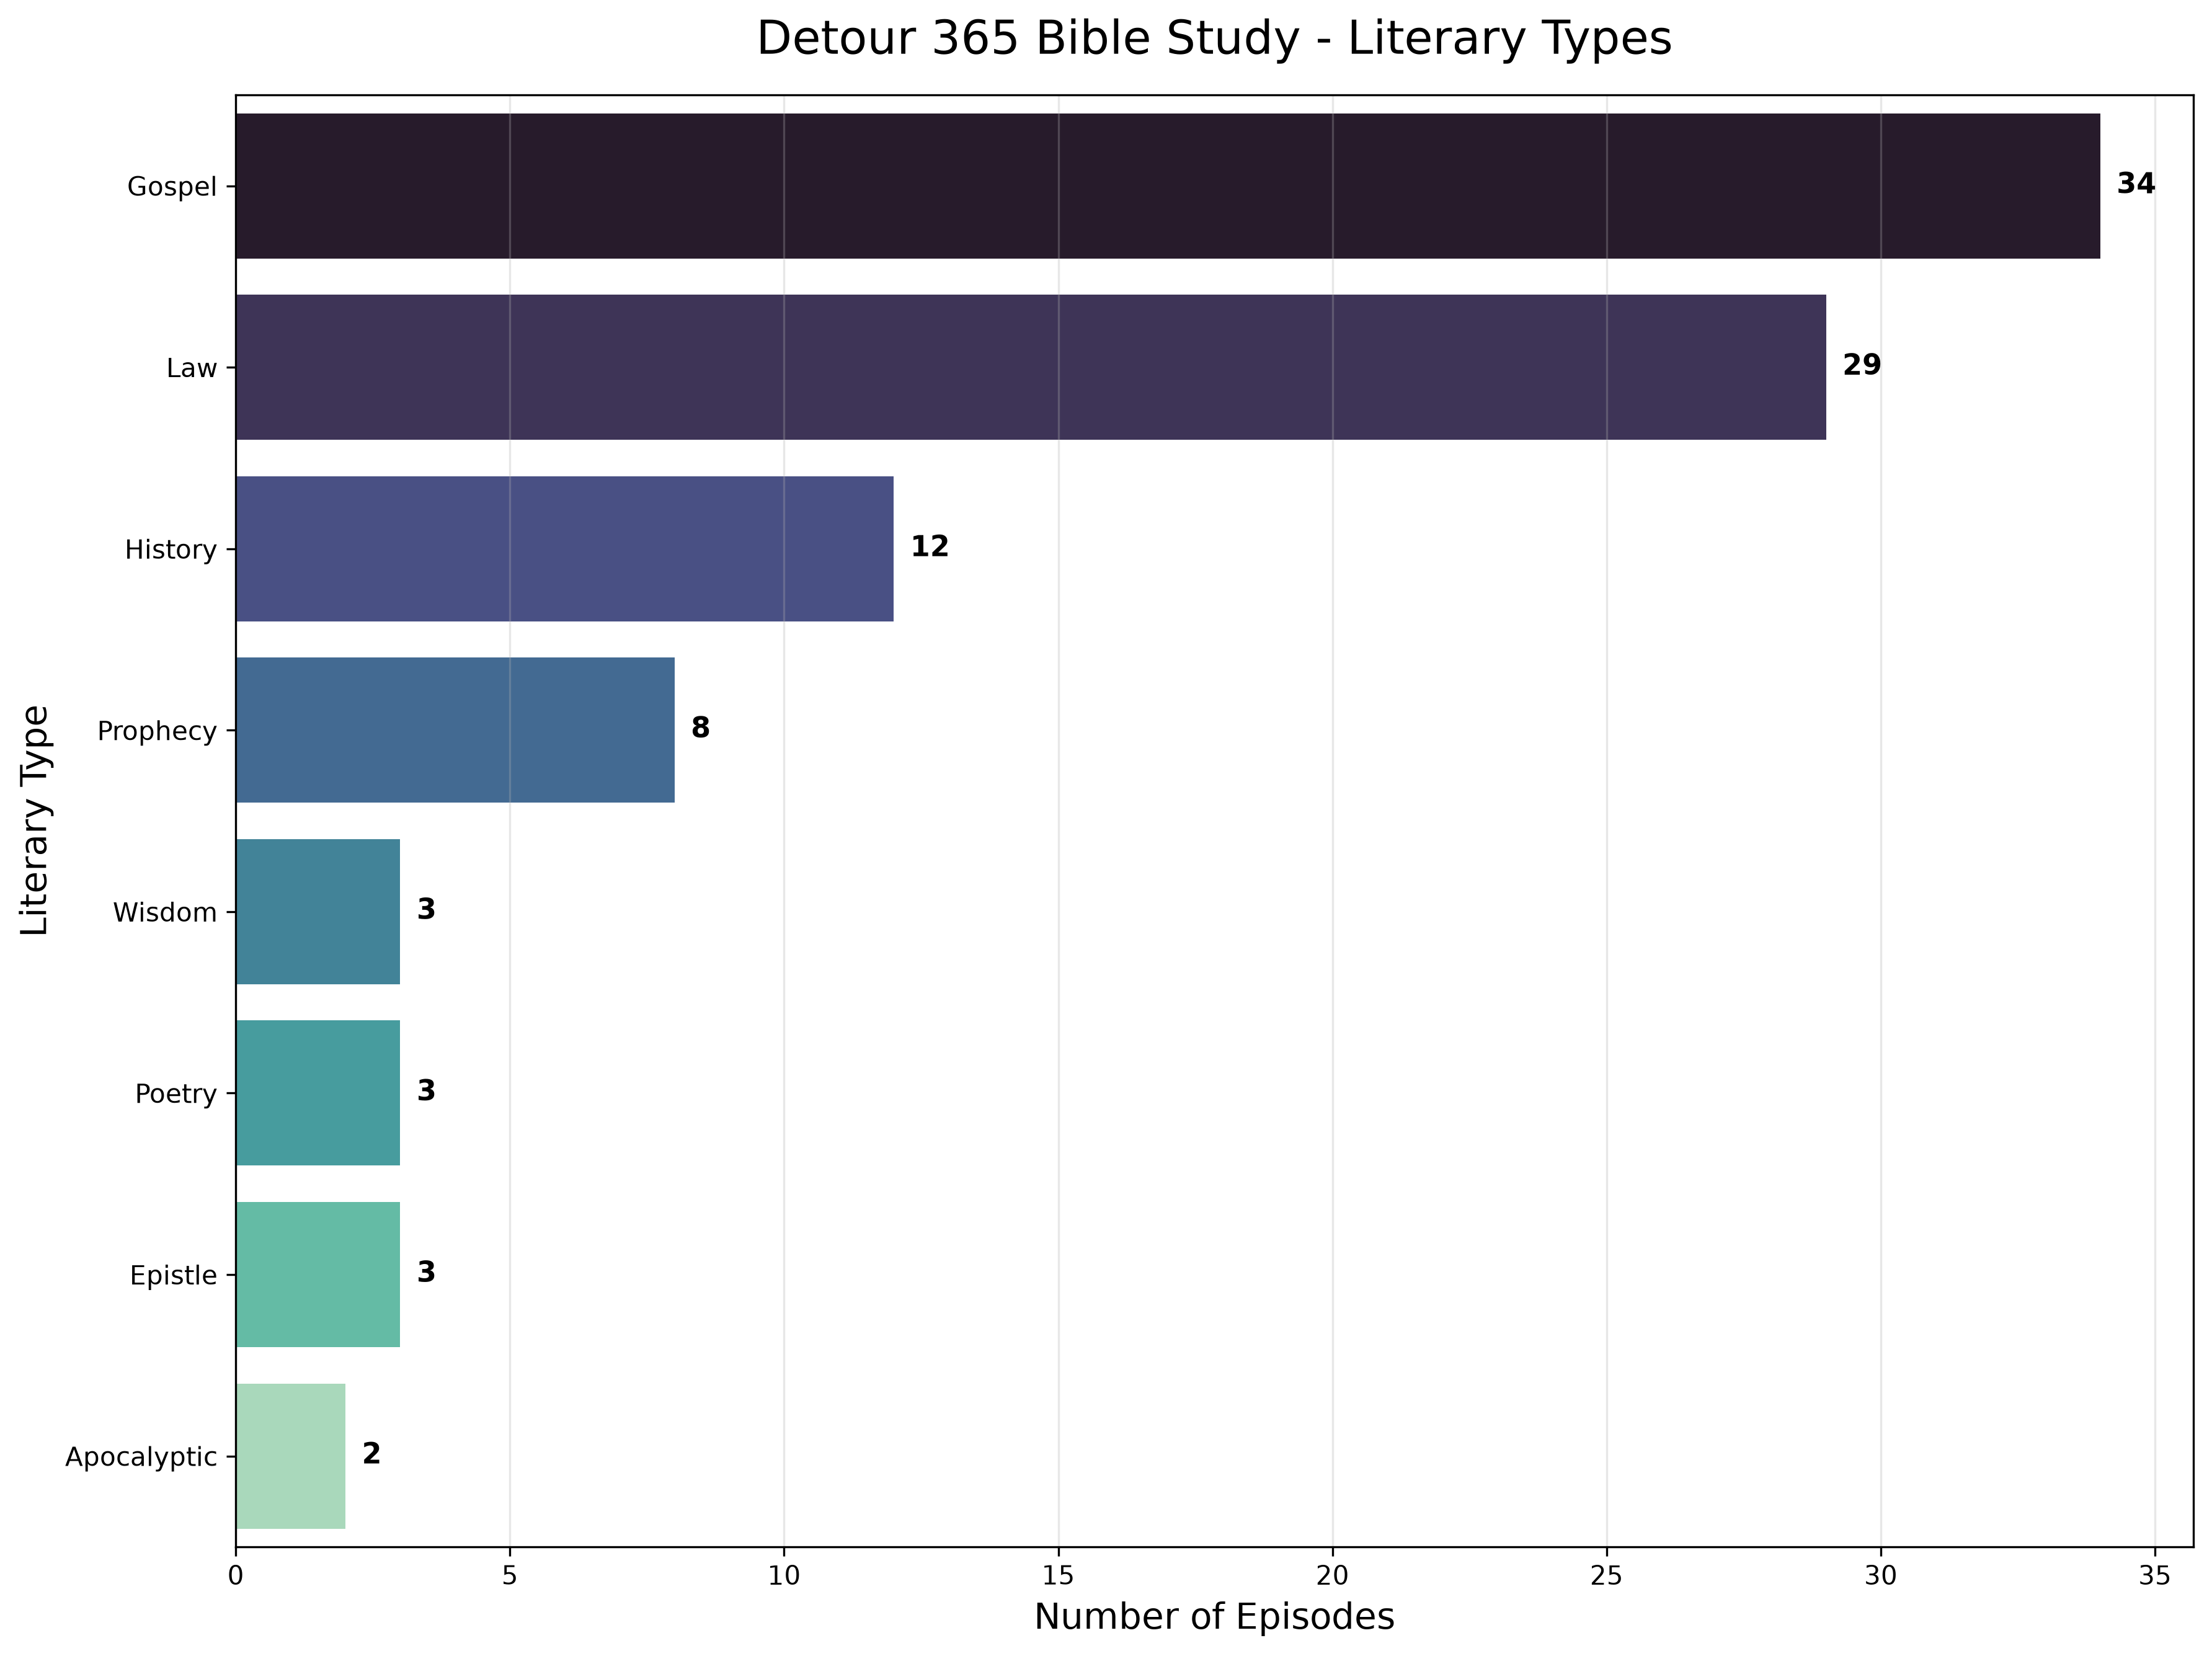 Detour 365 Bible Study - Literary Types
Literary Type
Gospel
34
Law
29
History
12
Prophecy
8
Wisdom
3
Poetry
3
Epistle
3
Apocalyptic
2
0 5 10 15 20 25 30 35
Number of Episodes